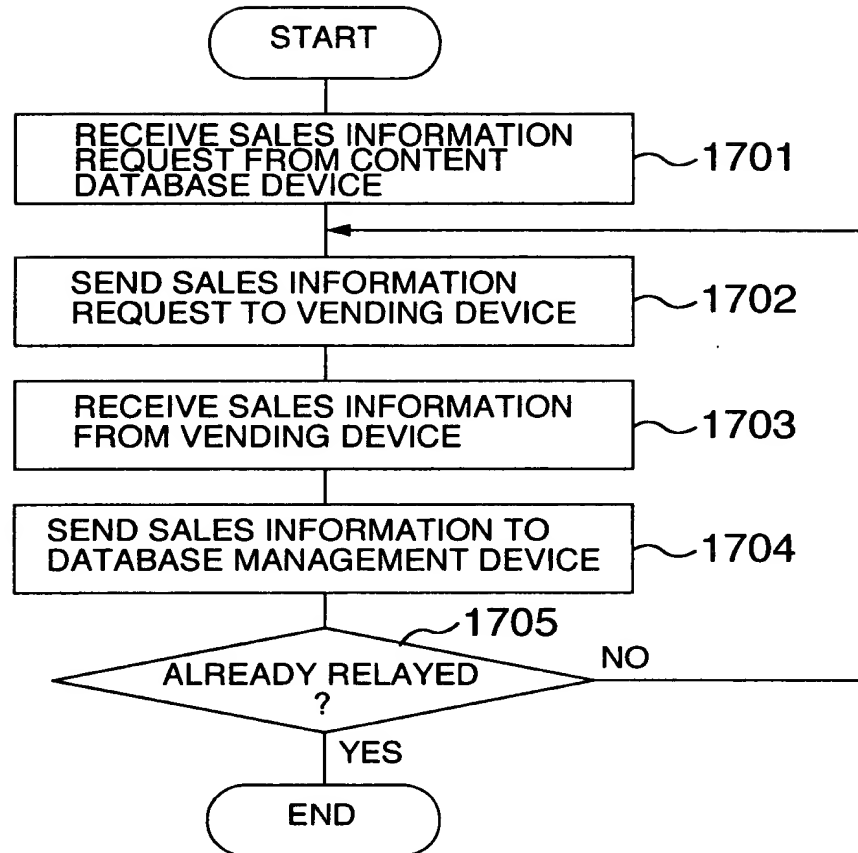 START
RECEIVE SALES INFORMATION
REQUEST FROM CONTENT
DATABASE DEVICE
1701
SEND SALES INFORMATION
REQUEST TO VENDING DEVICE
1702
RECEIVE SALES INFORMATION
FROM VENDING DEVICE
1703
SEND SALES INFORMATION TO
DATABASE MANAGEMENT DEVICE
1704
1705
ALREADY RELAYED
?
NO
YES
END